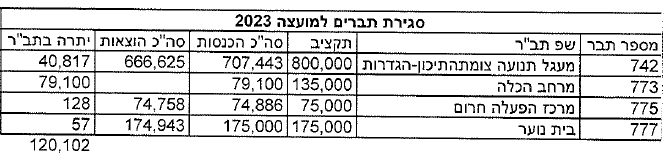 סגירת תברים למועצה 2023
מספר תבר שפ תב"ר תקציב סה"כ הכנסות סה"כ הוצאות יתרה בתב"ר
742 מעגל תנועה צומתהתיכון-הגדרות 800,000 707,443 666,625 40,817
773 מרחב הכלה 135,000 79,100 79,100
775 מרכז הפעלה חרום 75,000 74,886 74,758 128
777 בית נוער 175,000 175,000 174,943 57
120,102